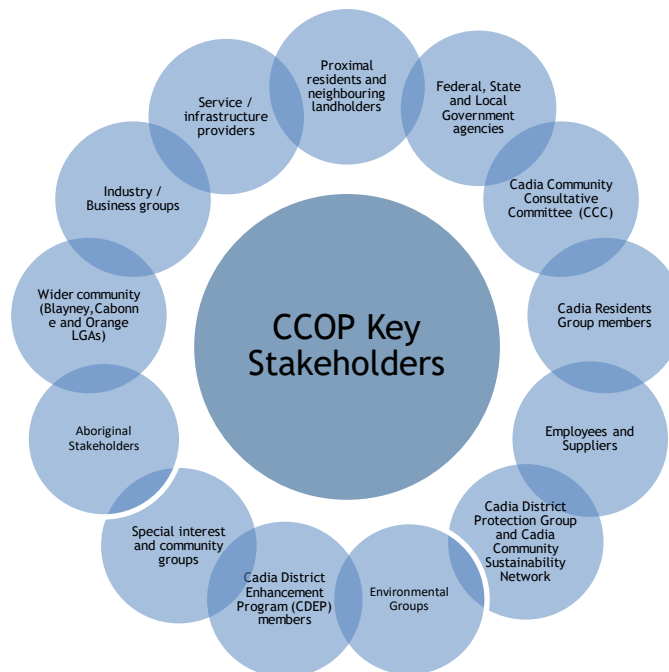 CCOP Key
Stakeholders
Proximal
residents and
neighbouring
landholders
Federal, State
and Local
Government
agencies
Cadia Community
Consultative
Committee (CCC)
Cadia Residents
Group members
Employees and
Suppliers
Cadia District
Protection Group
and Cadia
Community
Sustainability
Network
Environmental
Groups
Cadia District
Enhancement
Program (CDEP)
members
Special interest
and community
groups
Aboriginal
Stakeholders
Wider community
(Blayney,Cabonn
e and Orange
LGAs)
Industry /
Business groups
Service /
infrastructure
providers